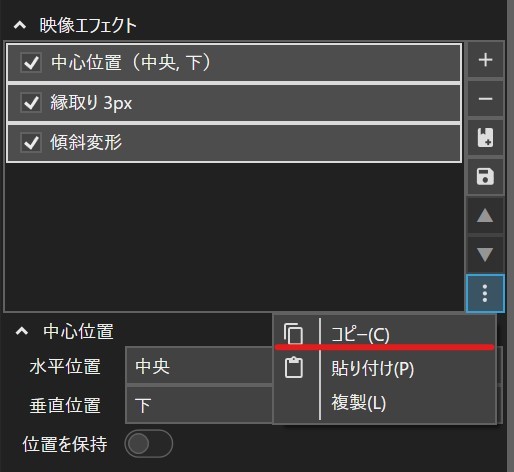 映像エフェクト
中心位置（中央, 下）
縁取り 3px
傾斜変形
中心位置
水平位置 中央
垂直位置 下
位置を保持
コピー(C)
貼り付け(P)
複製(L)